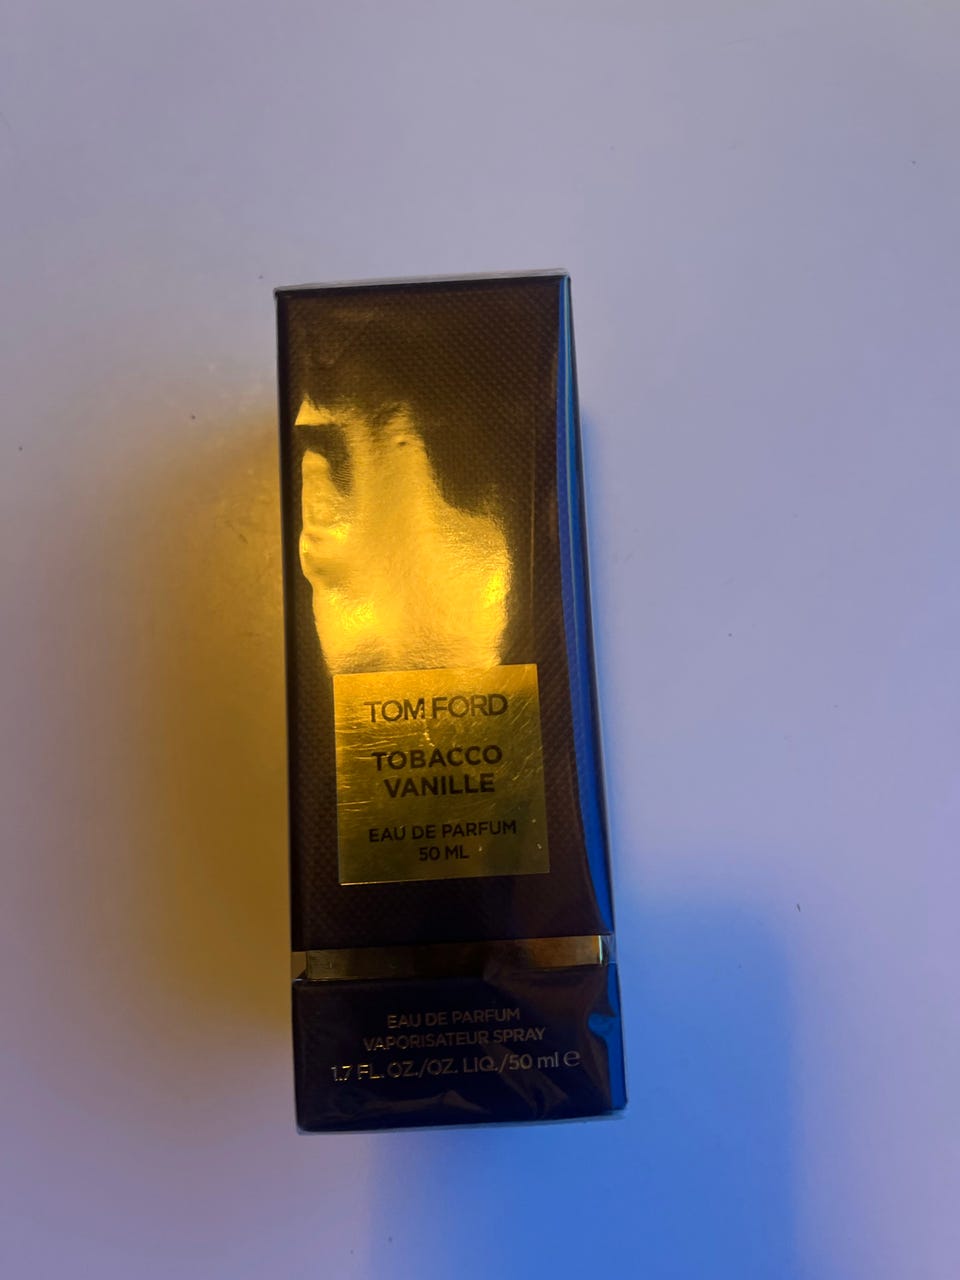 TOM FORD
TOBACCO
VANILLE
EAU DE PARFUM
50 ML
EAU DE PARFUM
VAPORISATEUR SPRAY
1.7 FL. OZ./OZ. LIQ./50 ml ℮